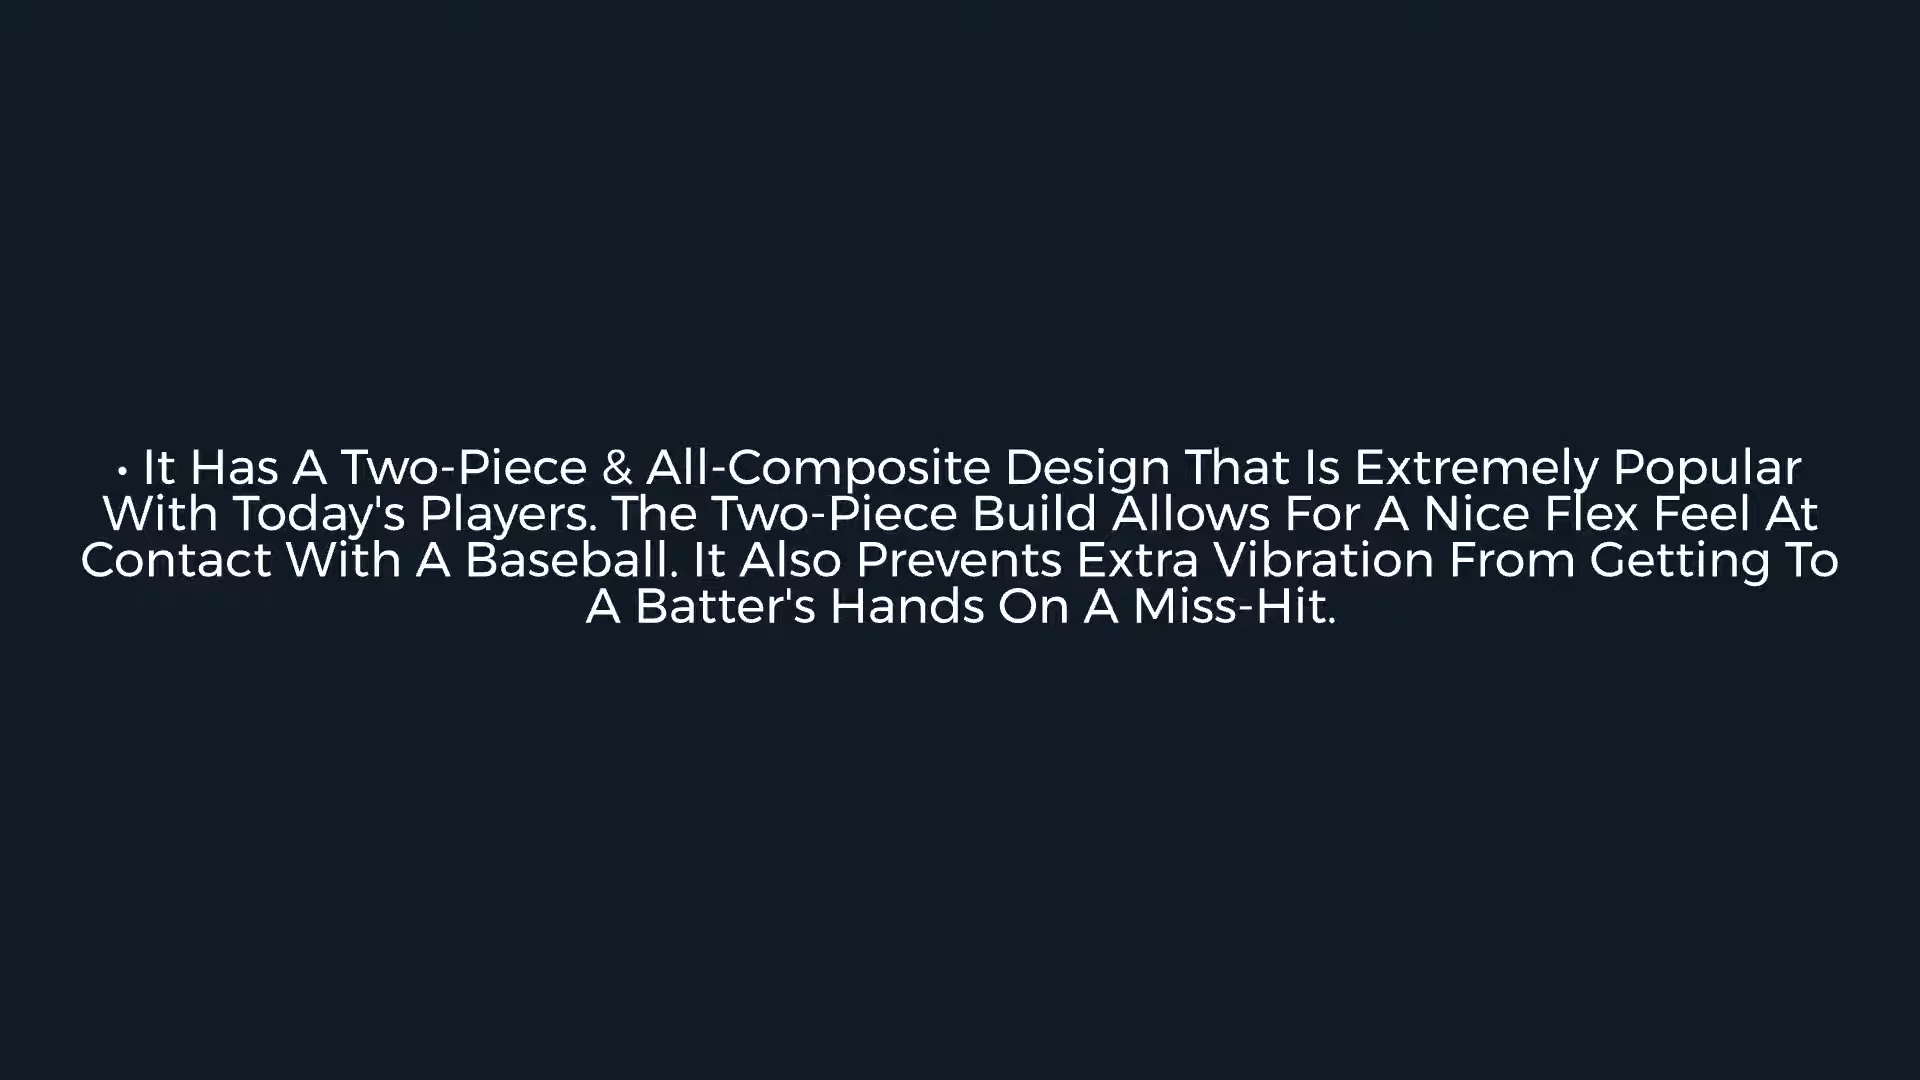 • It Has A Two-Piece & All-Composite Design That Is Extremely Popular
With Today's Players. The Two-Piece Build Allows For A Nice Flex Feel At
Contact With A Baseball. It Also Prevents Extra Vibration From Getting To
A Batter's Hands On A Miss-Hit.